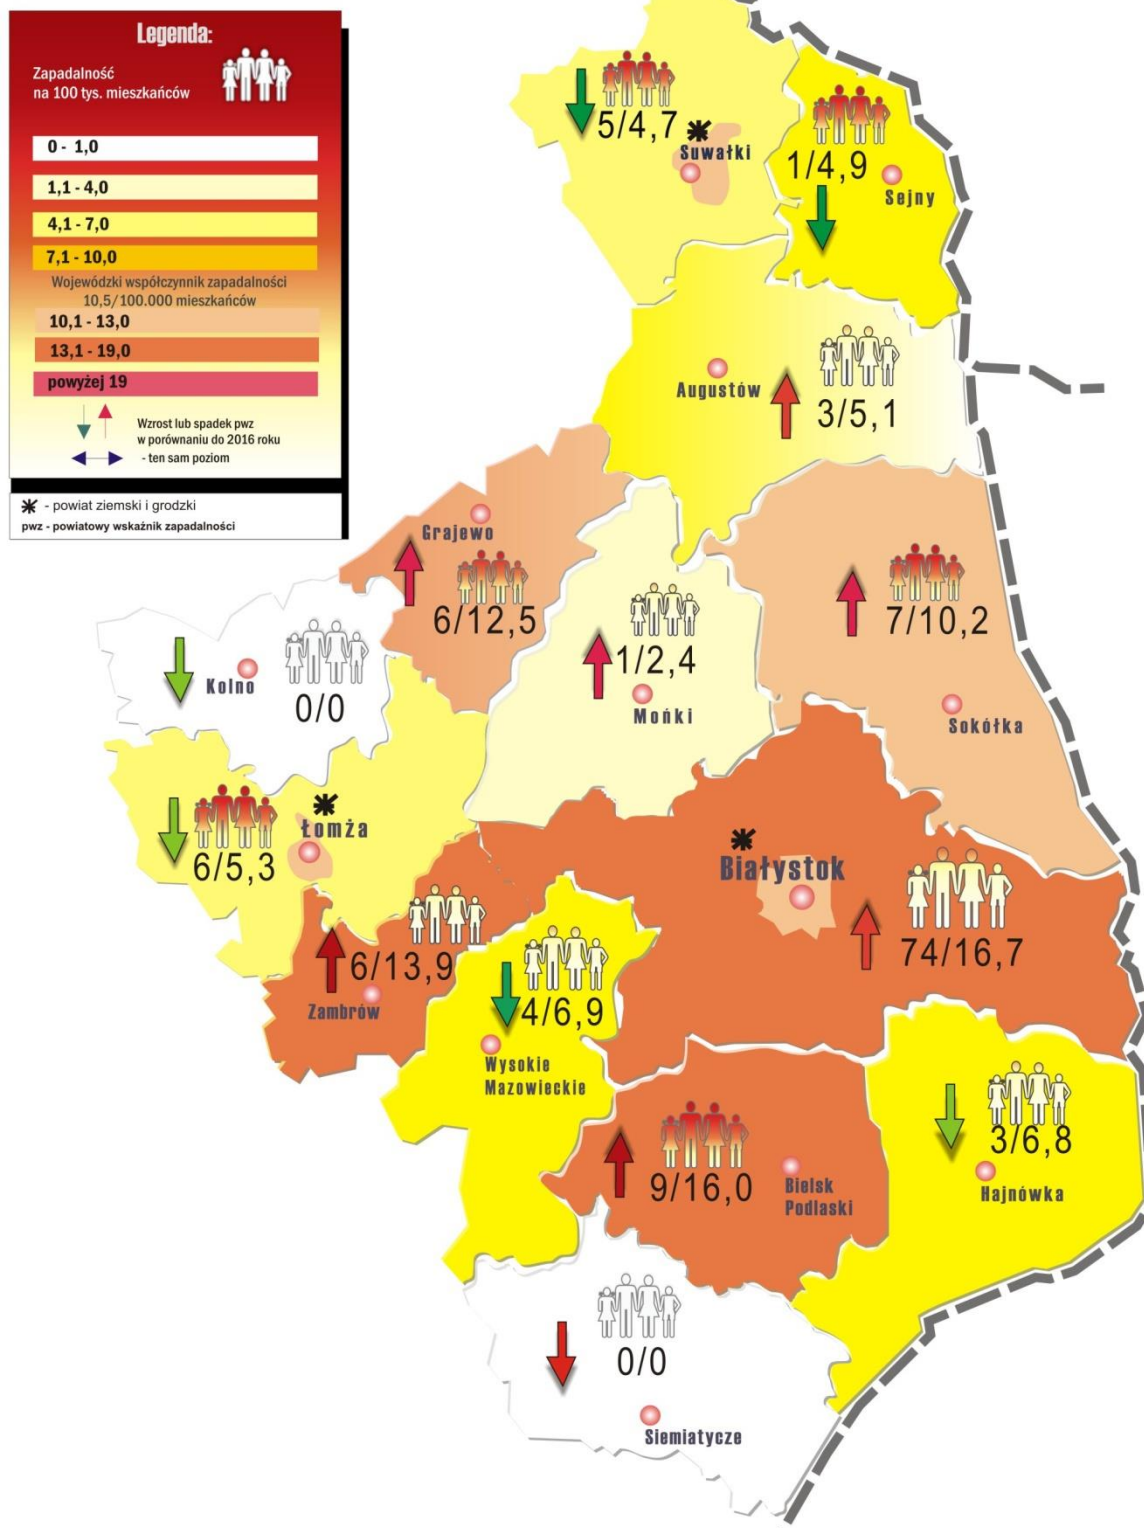 Legenda:
Zapadalność
na 100 tys. mieszkańców
0 - 1,0
1,1 - 4,0
4,1 - 7,0
7,1 - 10,0
Wojewódzki współczynnik zapadalności
10,5/100.000 mieszkańców
10,1 - 13,0
13,1 - 19,0
powyżej 19
Wzrost lub spadek pwz
w porównaniu do 2016 roku
- ten sam poziom
- powiat ziemski i grodzki
pwz - powiatowy wskaźnik zapadalności
5/4,7
Suwałki
1/4,9
Sejny
Augustów
3/5,1
Grajewo
6/12,5
7/10,2
Sokółka
1/2,4
Mońki
Kolno
0/0
Łomża
6/5,3
Białystok
74/16,7
6/13,9
Zambrów
4/6,9
Wysokie
Mazowieckie
3/6,8
Hajnówka
9/16,0
Bielsk
Podlaski
0/0
Siemiatycze